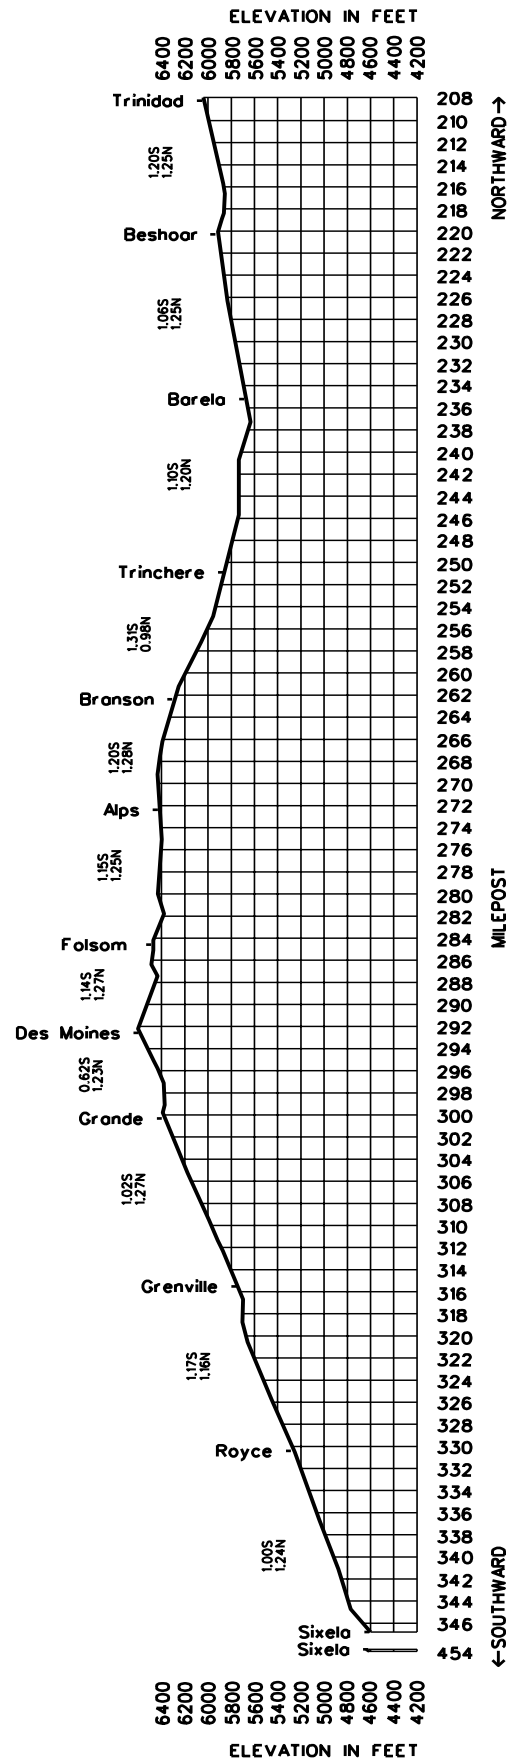 ELEVATION IN FEET
6400 6200 6000 5800 5600 5400 5200 5000 4800 4600 4400 4200
Trinidad
208
NORTHWARD→
210
212
1.20S
1.25N
214
216
218
Beshoar
220
222
224
226
1.06S
1.25N
228
230
232
234
Barela
236
238
240
1.10S
1.20N
242
244
246
248
250
Trinchere
252
254
1.31S
0.98N
256
258
260
Branson
262
264
266
1.20S
1.28N
268
270
Alps
272
274
276
1.15S
1.25N
278
280
MILEPOST
282
Folsom
284
286
1.14S
1.27N
288
290
Des Moines
292
294
0.62S
1.23N
296
298
Grande
300
302
304
1.02S
1.27N
306
308
310
312
Grenville
314
316
318
320
1.17S
1.16N
322
324
326
328
Royce
330
332
334
336
338
1.00S
1.24N
340
342
344
←SOUTHWARD
346
Sixela
Sixela
454
6400 6200 6000 5800 5600 5400 5200 5000 4800 4600 4400 4200
ELEVATION IN FEET